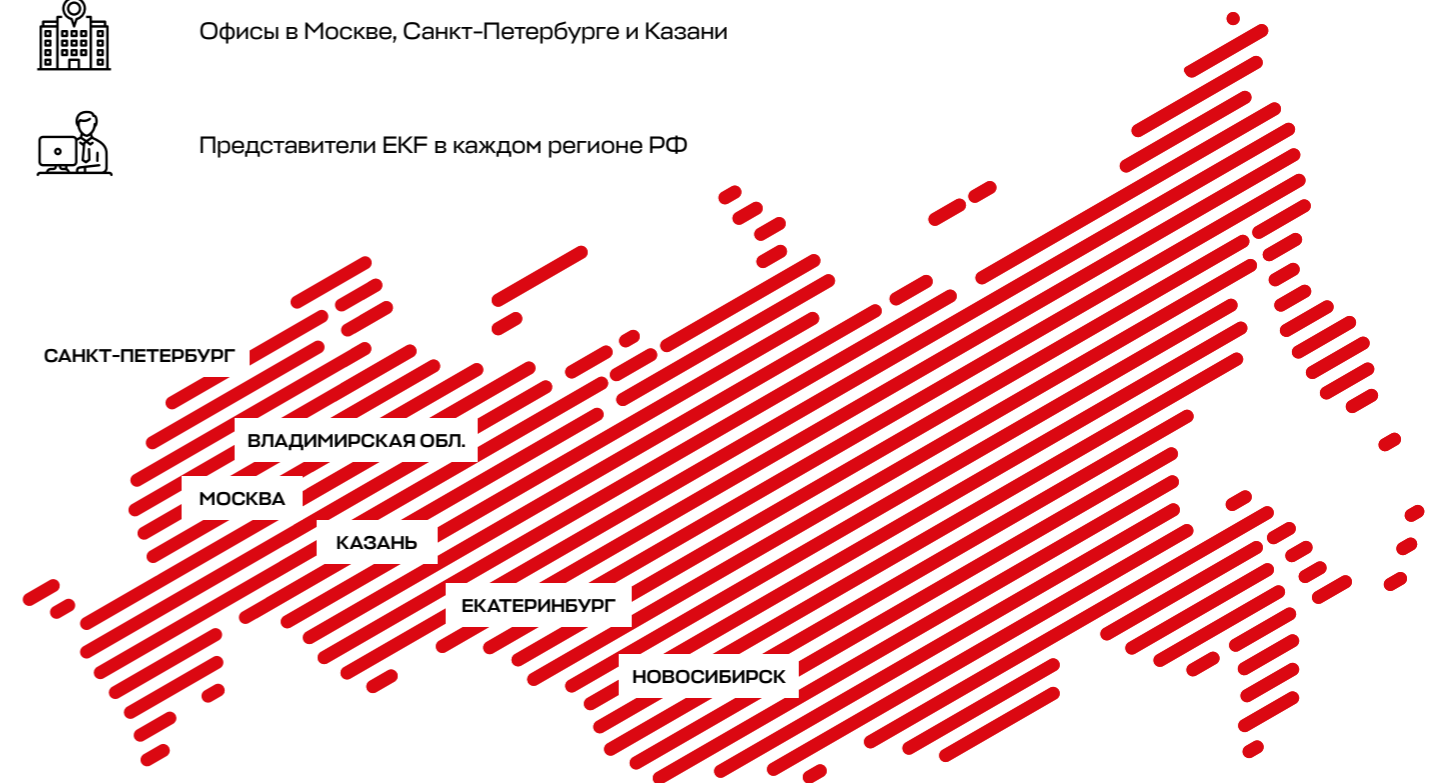 Офисы в Москве, Санкт-Петербурге и Казани
Представители EKF в каждом регионе РФ
САНКТ-ПЕТЕРБУРГ
ВЛАДИМИРСКАЯ ОБЛ.
МОСКВА
КАЗАНЬ
ЕКАТЕРИНБУРГ
НОВОСИБИРСК